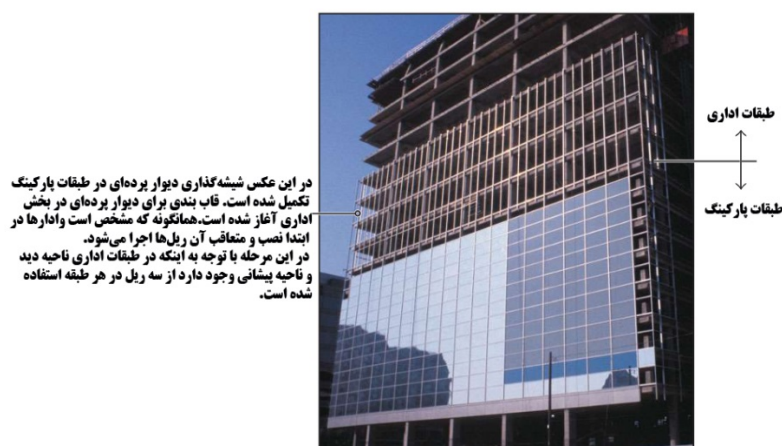 طبقات اداری
طبقات پارکینگ
در این عکس شیشه‌گذاری دیوار پرده‌ای در طبقات پارکینگ
تکمیل شده است. قاب بندی برای دیوار پرده‌ای در بخش
اداری آغاز شده است.همانگونه که مشخص است وادارها در
ابتدا نصب و متعاقب آن ریل‌ها اجرا می‌شود.
در این مرحله با توجه به اینکه در طبقات اداری ناحیه دید
و ناحیه پیشانی وجود دارد از سه ریل در هر طبقه استفاده
شده است.